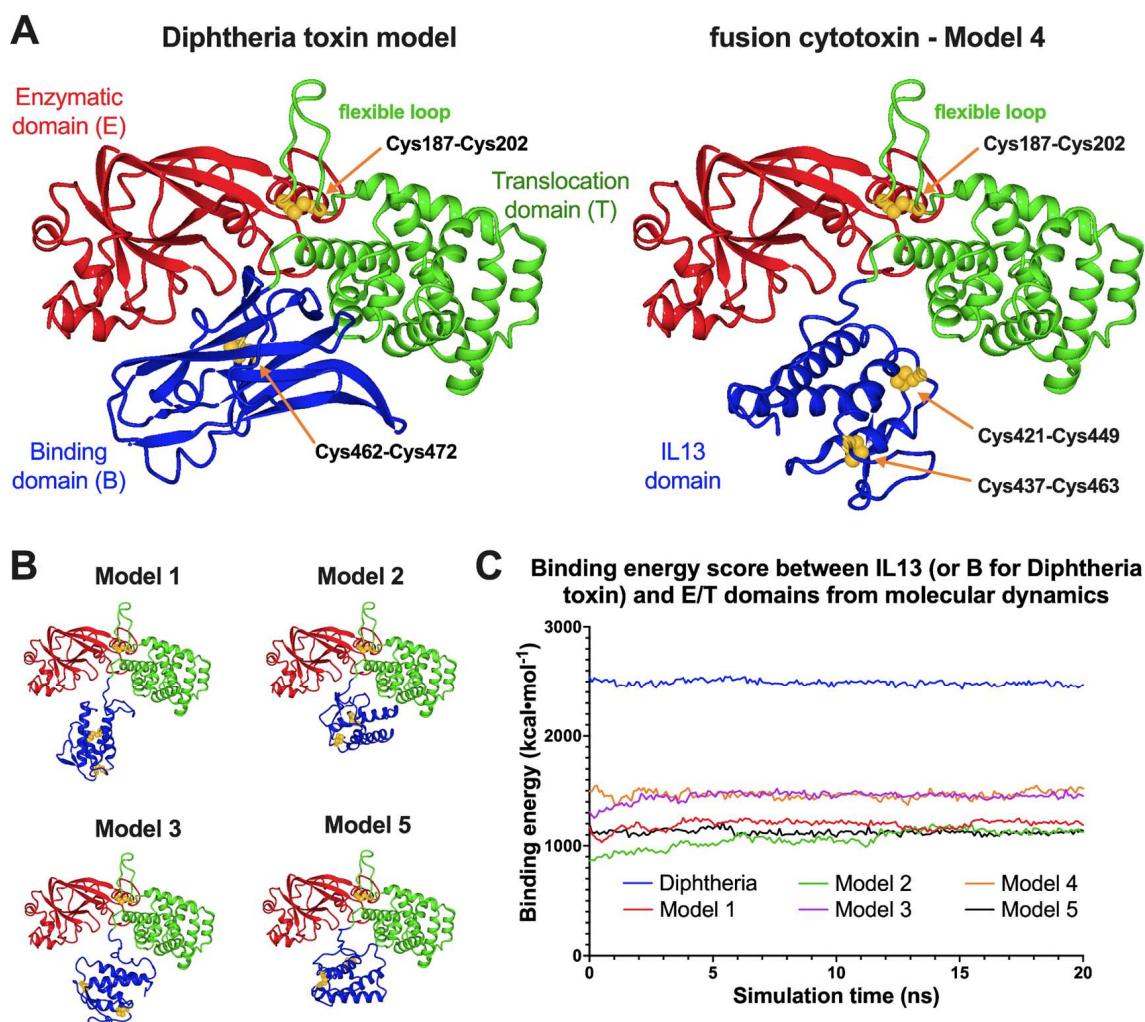 A
Diphtheria toxin model
fusion cytotoxin - Model 4
Enzymatic
domain (E)
flexible loop
Cys187-Cys202
Translocation
domain (T)
Binding
domain (B)
Cys462-Cys472
flexible loop
Cys187-Cys202
IL13
domain
Cys421-Cys449
Cys437-Cys463
B
Model 1
Model 2
Model 3
Model 5
C
Binding energy score between IL13 (or B for Diphtheria
toxin) and E/T domains from molecular dynamics
Binding energy (kcal•mol-1)
3000
2500
2000
1500
1000
0
Diphtheria
Model 1
Model 2
Model 3
Model 4
Model 5
0
5
10
15
20
Simulation time (ns)